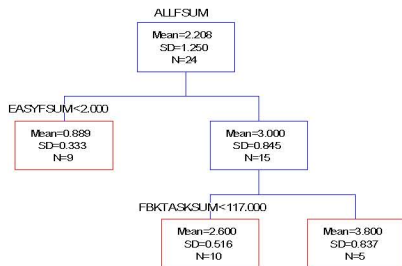 ALLFSUM
Mean=2.208
SD=1.250
N=24
EASYFSUM<2.000
Mean=0.889
SD=0.333
N=9
Mean=3.000
SD=0.845
N=15
FBKTASKSUM<117.000
Mean=2.600
SD=0.516
N=10
Mean=3.800
SD=0.837
N=5